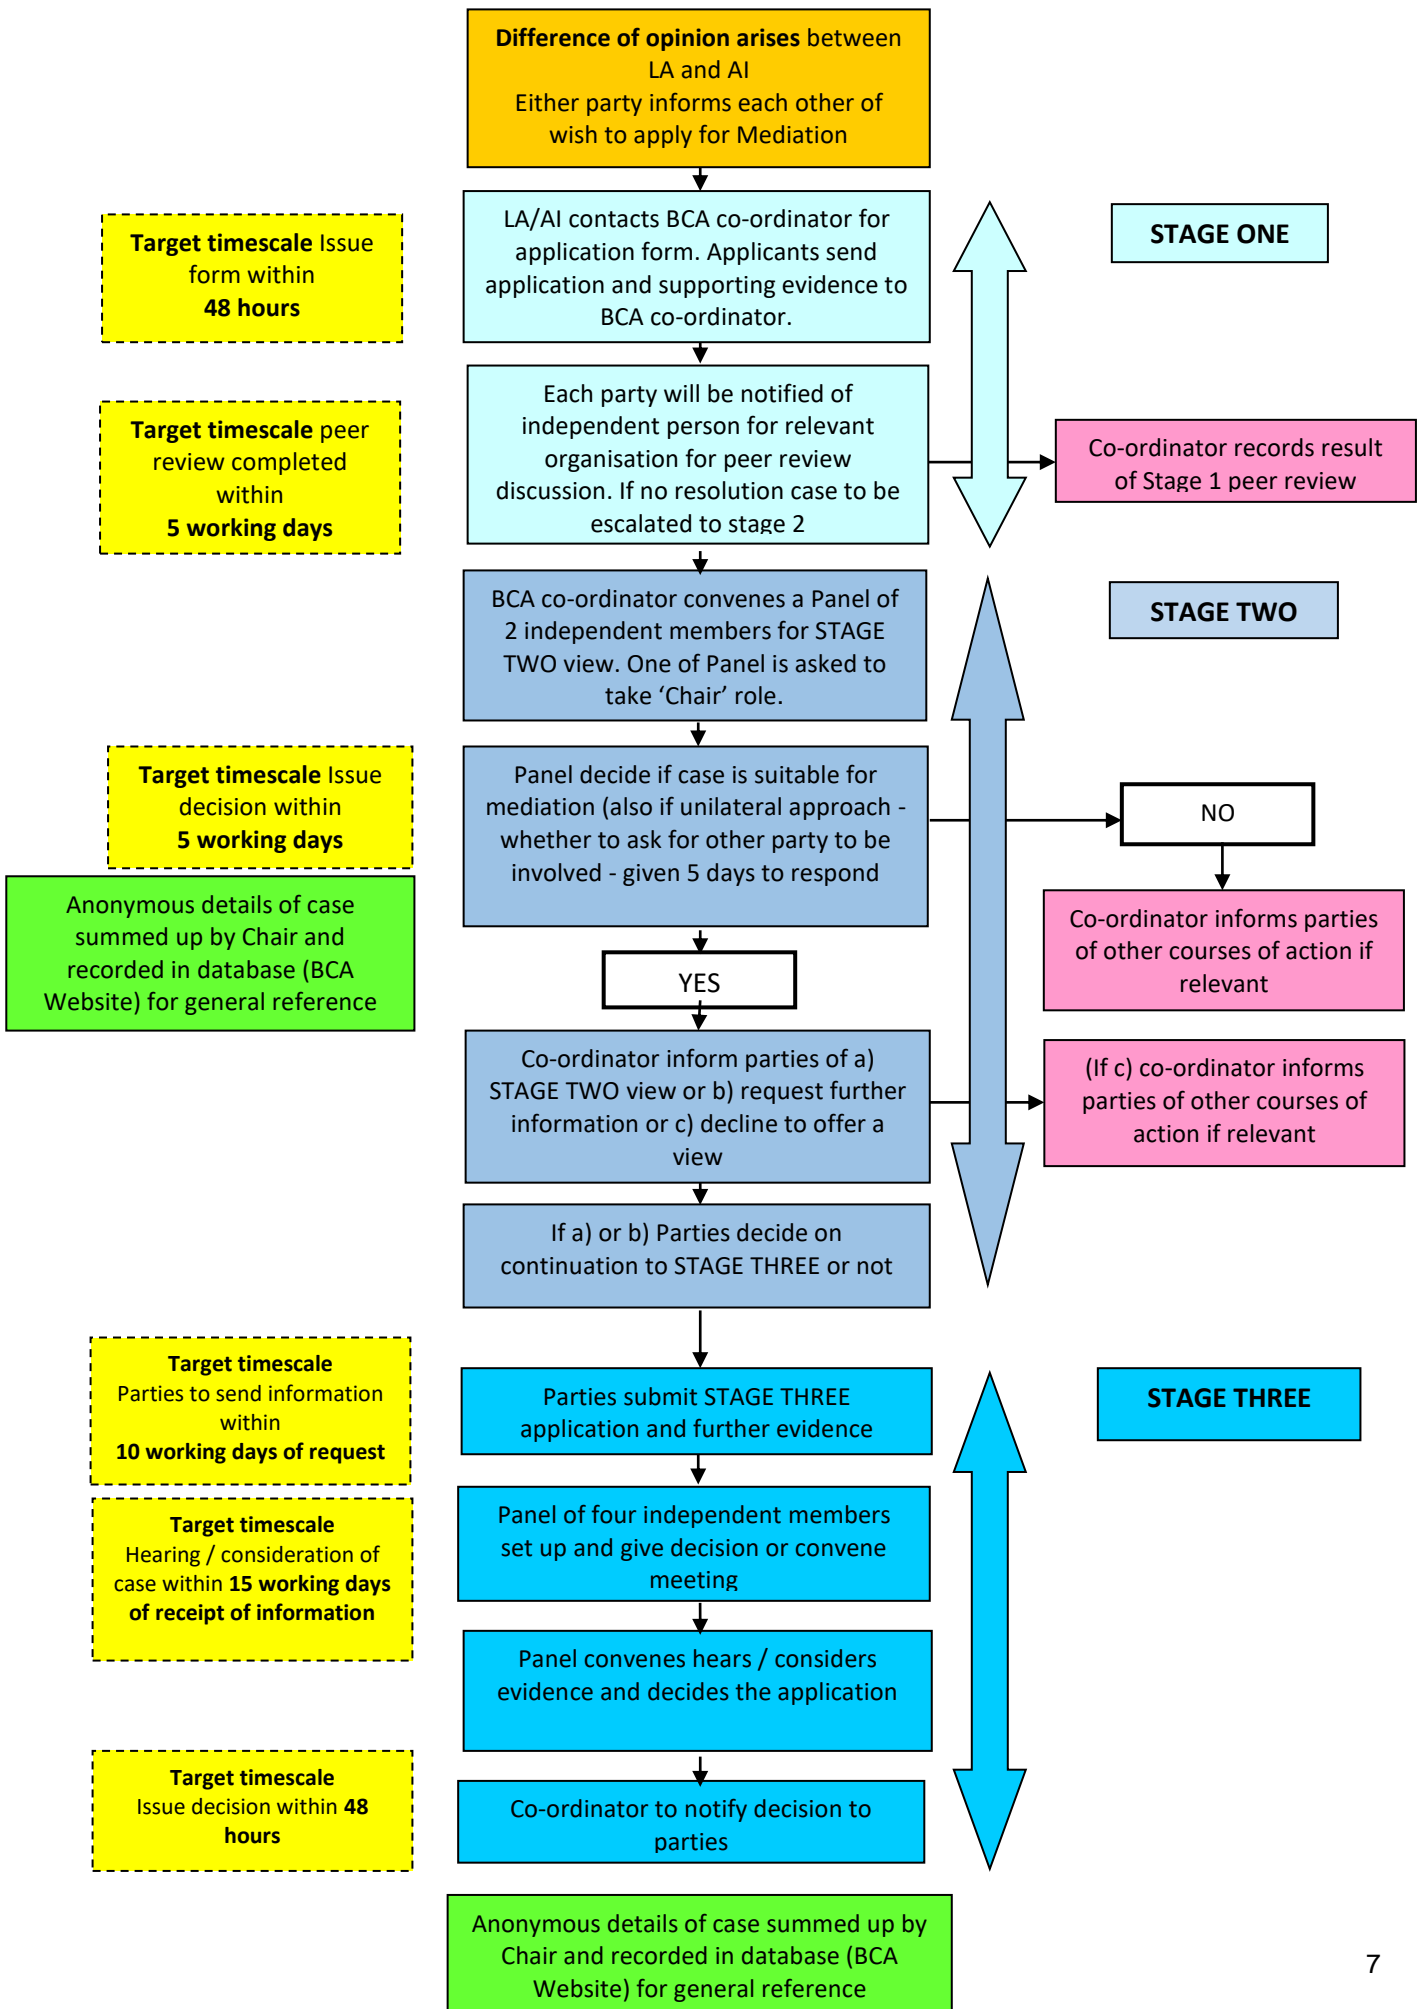 Difference of opinion arises between
LA and AI
Either party informs each other of
wish to apply for Mediation
Target timescale Issue
form within
48 hours
LA/AI contacts BCA co-ordinator for
application form. Applicants send
application and supporting evidence to
BCA co-ordinator.
STAGE ONE
Target timescale peer
review completed
within
5 working days
Each party will be notified of
independent person for relevant
organisation for peer review
discussion. If no resolution case to be
escalated to stage 2
Co-ordinator records result
of Stage 1 peer review
BCA co-ordinator convenes a Panel of
2 independent members for STAGE
TWO view. One of Panel is asked to
take ‘Chair’ role.
STAGE TWO
Target timescale Issue
decision within
5 working days
Panel decide if case is suitable for
mediation (also if unilateral approach -
whether to ask for other party to be
involved - given 5 days to respond
NO
Anonymous details of case
summed up by Chair and
recorded in database (BCA
Website) for general reference
Co-ordinator informs parties
of other courses of action if
relevant
YES
Co-ordinator inform parties of a)
STAGE TWO view or b) request further
information or c) decline to offer a
view
(If c) co-ordinator informs
parties of other courses of
action if relevant
If a) or b) Parties decide on
continuation to STAGE THREE or not
Target timescale
Parties to send information
within
10 working days of request
Parties submit STAGE THREE
application and further evidence
STAGE THREE
Target timescale
Hearing / consideration of
case within 15 working days
of receipt of information
Panel of four independent members
set up and give decision or convene
meeting
Panel convenes hears / considers
evidence and decides the application
Target timescale
Issue decision within 48
hours
Co-ordinator to notify decision to
parties
Anonymous details of case summed up by
Chair and recorded in database (BCA
Website) for general reference
7